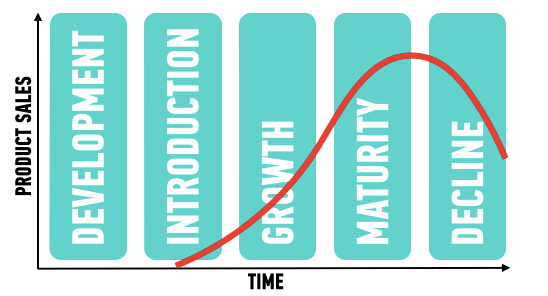 PRODUCT SALES
DEVELOPMENT
INTRODUCTION
GROWTH
MATURITY
DECLINE
TIME